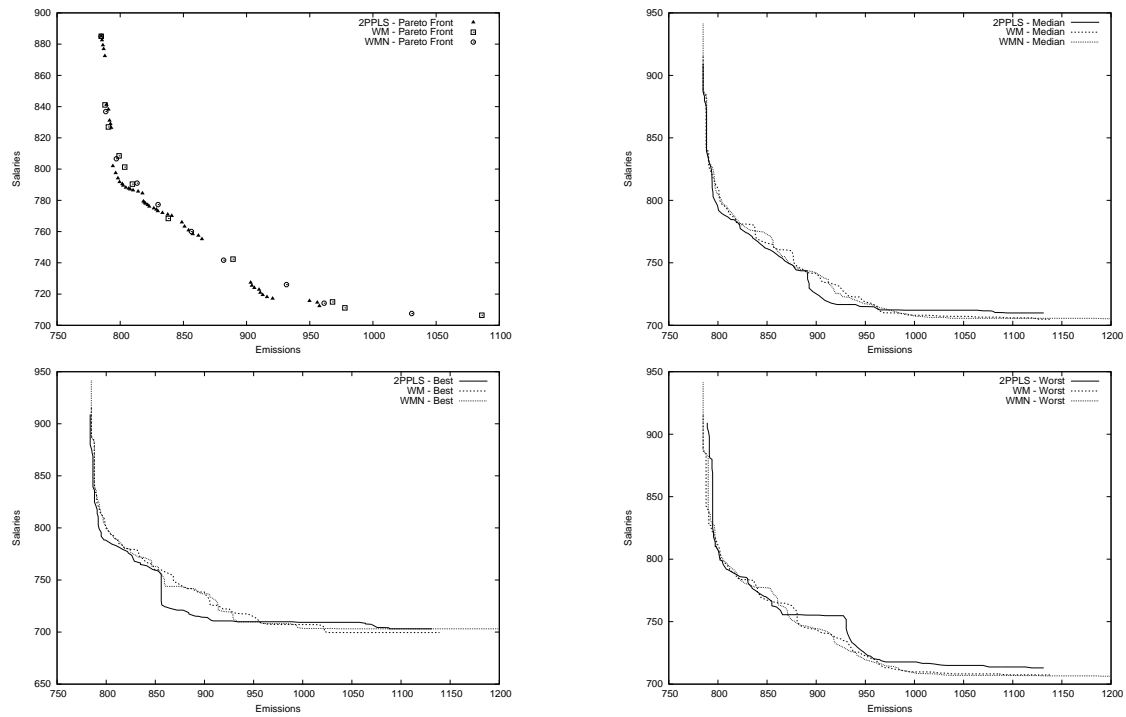 2PPLS - Pareto Front
WM - Pareto Front
WMN - Pareto Front
900
880
860
840
820
800
780
760
740
720
700
Salaries
750 800 850 900 950 1000 1050 1100
Emissions
2PPLS - Median
WM - Median
WMN - Median
950
900
850
800
750
700
Salaries
750 800 850 900 950 1000 1050 1100 1150 1200
Emissions
2PPLS - Best
WM - Best
WMN - Best
950
900
850
800
750
700
650
Salaries
750 800 850 900 950 1000 1050 1100 1150 1200
Emissions
2PPLS - Worst
WM - Worst
WMN - Worst
950
900
850
800
750
700
Salaries
750 800 850 900 950 1000 1050 1100 1150 1200
Emissions